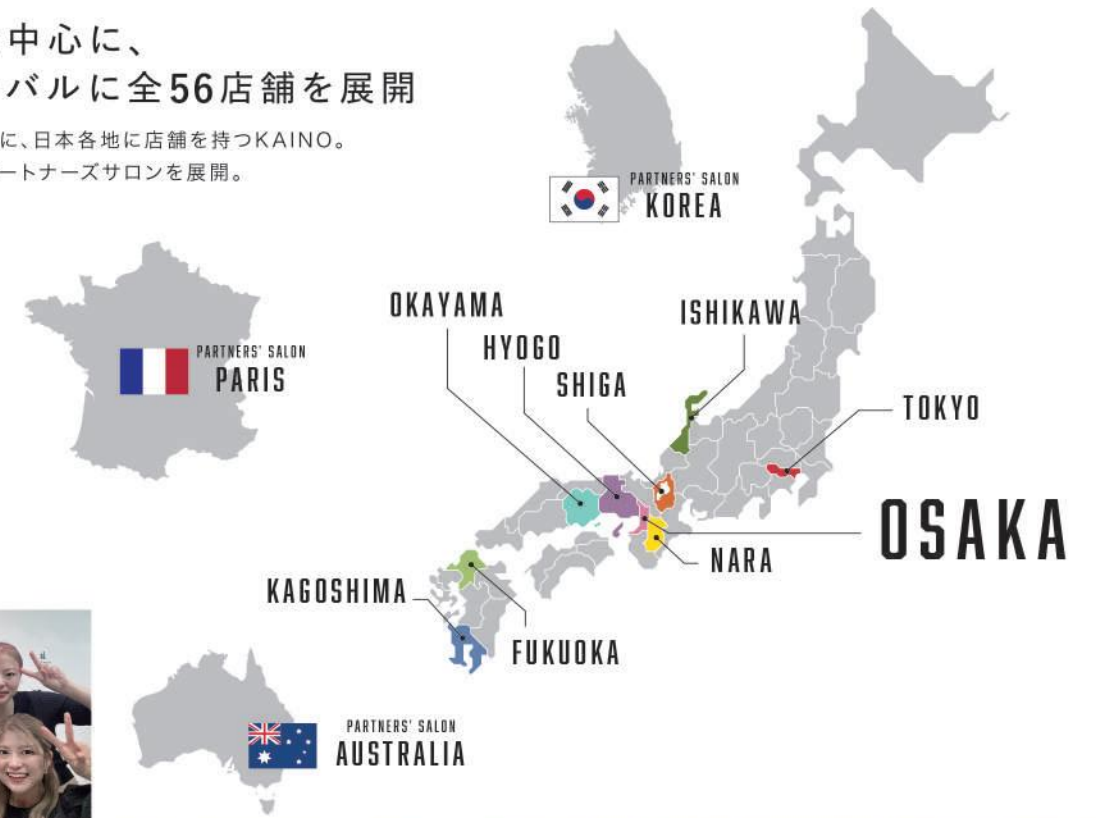 中心に、
バルに全56店舗を展開
に、日本各地に店舗を持つKAINO。
ートナーズサロンを展開。
PARTNERS' SALON
KOREA
PARTNERS' SALON
PARIS
OKAYAMA
HYOGO
SHIGA
ISHIKAWA
TOKYO
OSAKA
NARA
KAGOSHIMA
FUKUOKA
PARTNERS' SALON
AUSTRALIA